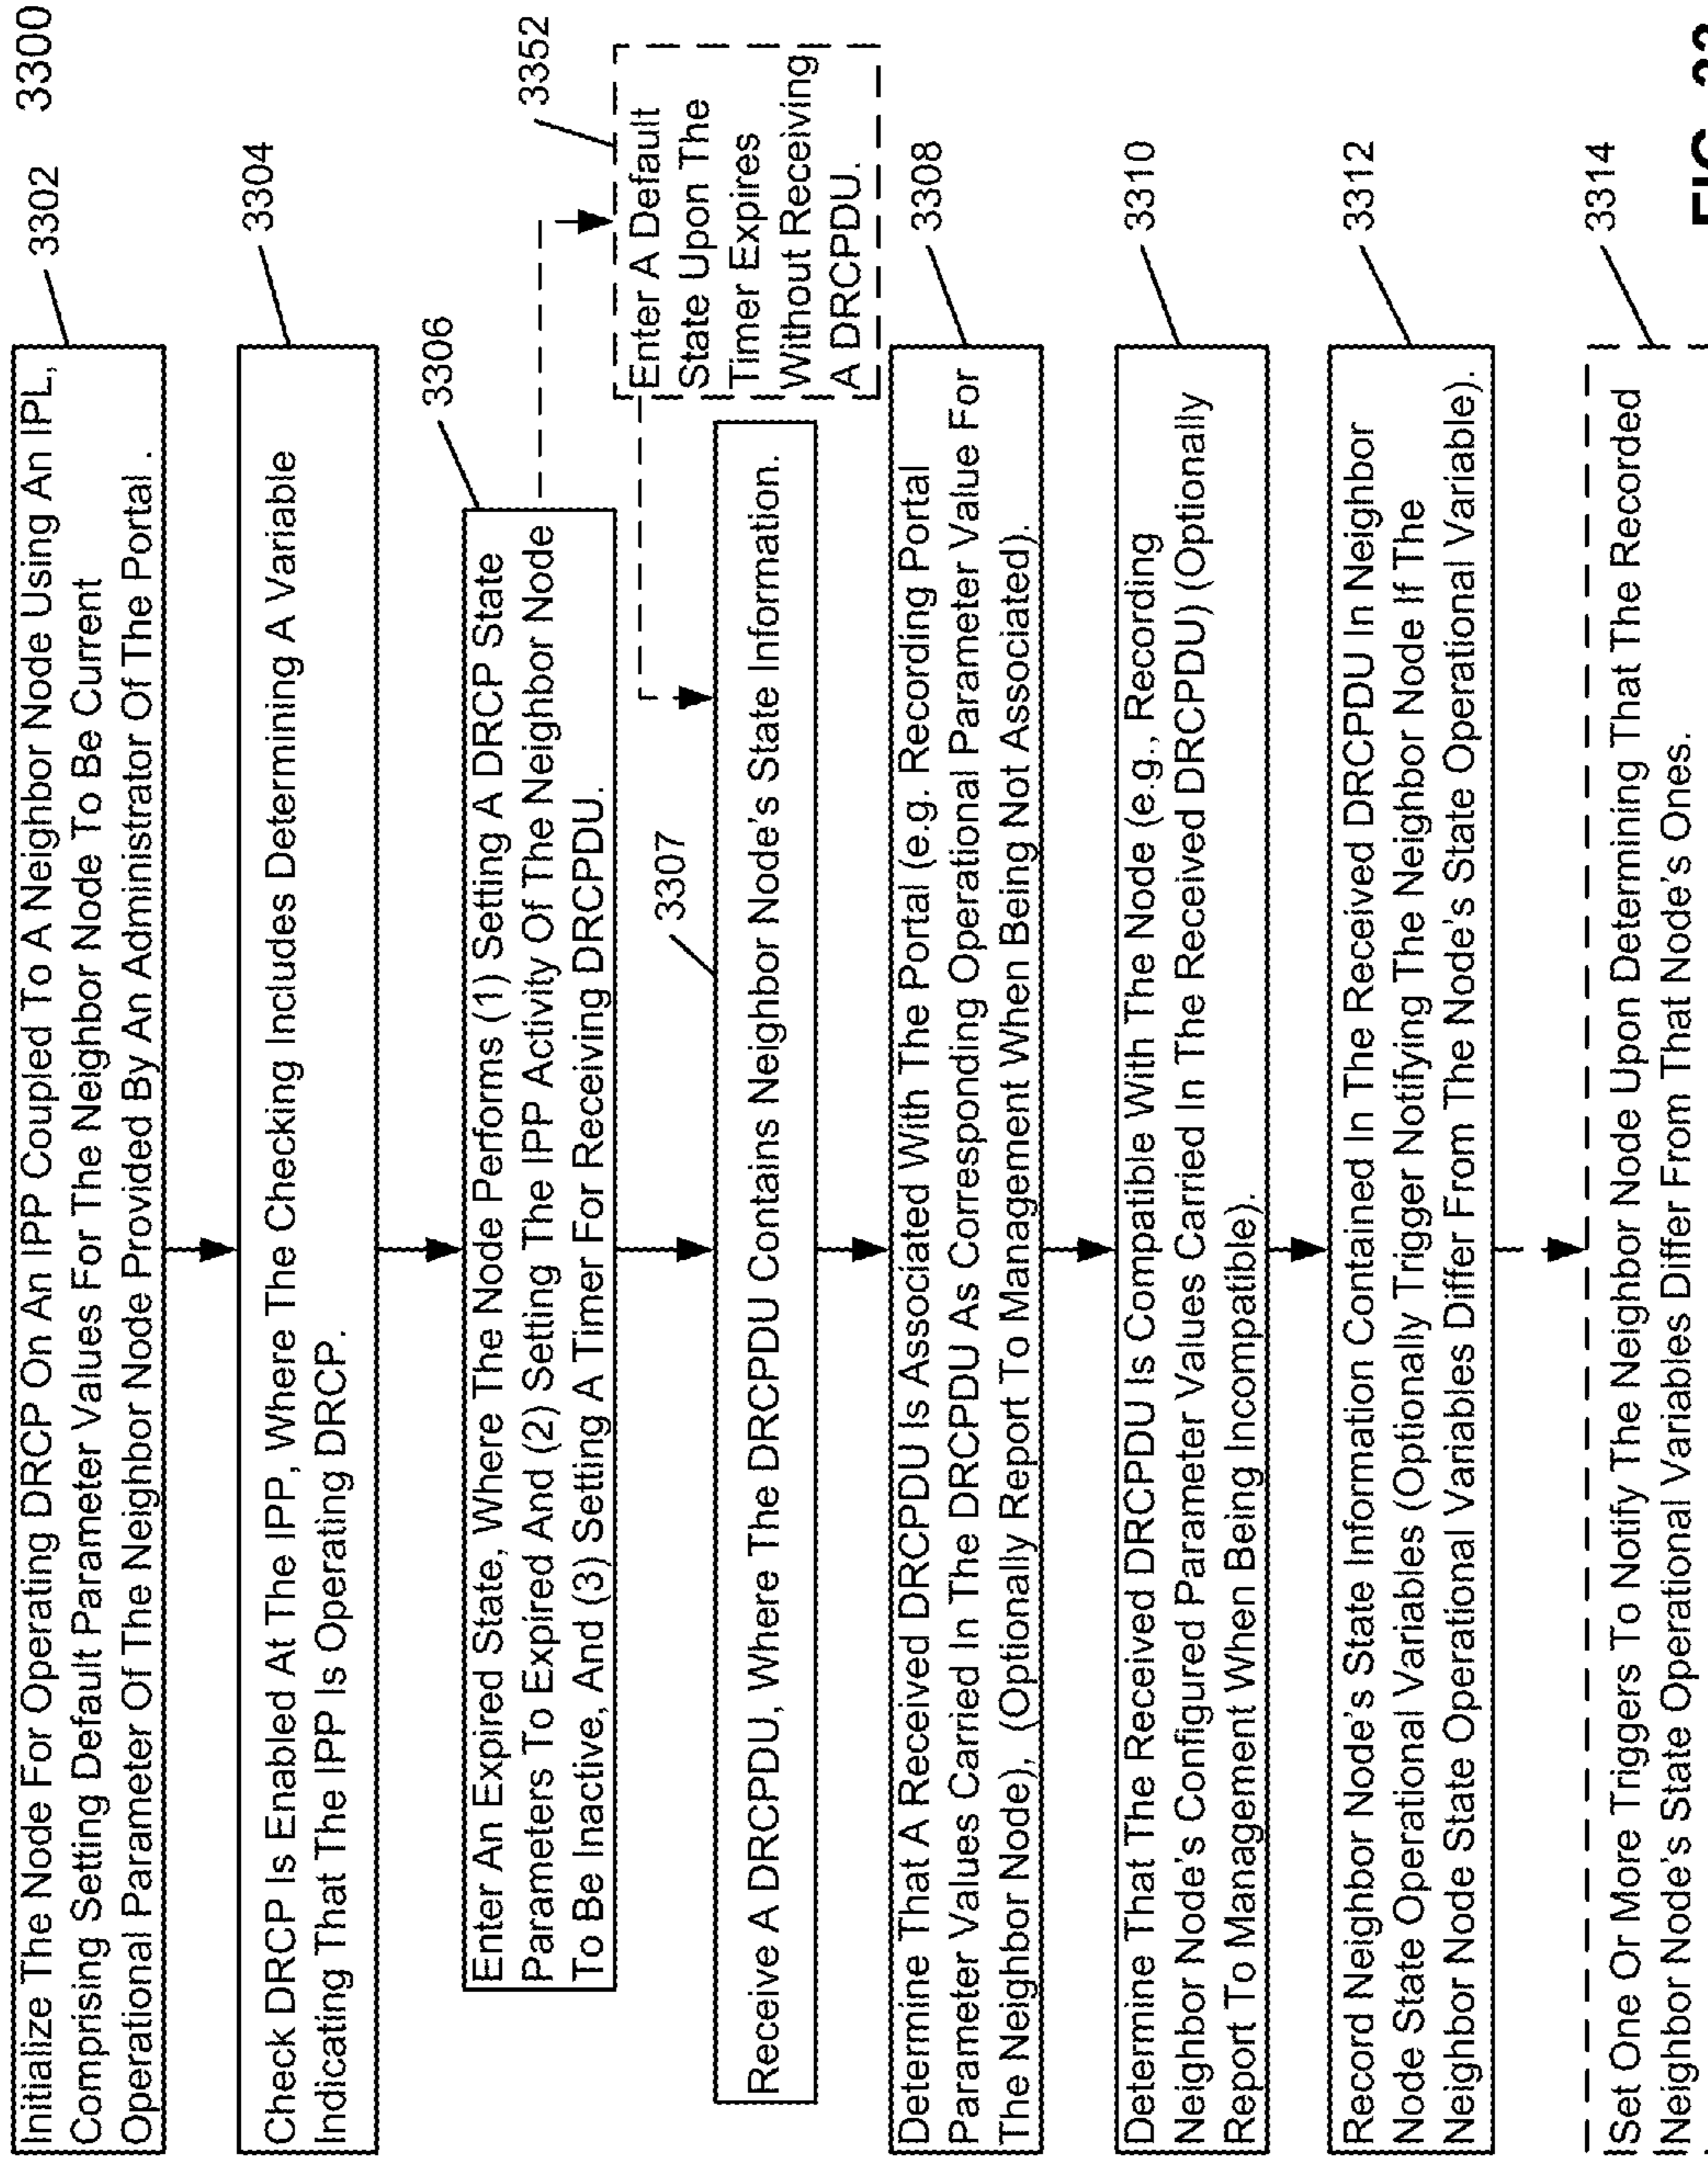 3300
3302
Initialize The Node For Operating DRCP On An IPP Coupled To A Neighbor Node Using An IPL,
Comprising Setting Default Parameter Values For The Neighbor Node To Be Current
Operational Parameter Of The Neighbor Node Provided By An Administrator Of The Portal .
3304
Check DRCP Is Enabled At The IPP, Where The Checking Includes Determining A Variable
Indicating That The IPP Is Operating DRCP.
3306
Enter An Expired State, Where The Node Performs (1) Setting A DRCP State
Parameters To Expired And (2) Setting The IPP Activity Of The Neighbor Node
To Be Inactive, And (3) Setting A Timer For Receiving DRCPDU.
3352
Enter A Default
State Upon The
Timer Expires
Without Receiving
A DRCPDU.
3307
Receive A DRCPDU, Where The DRCPDU Contains Neighbor Node's State Information.
3308
Determine That A Received DRCPDU Is Associated With The Portal (e.g. Recording Portal
Parameter Values Carried In The DRCPDU As Corresponding Operational Parameter Value For
The Neighbor Node), (Optionally Report To Management When Being Not Associated).
3310
Determine That The Received DRCPDU Is Compatible With The Node (e.g., Recording
Neighbor Node's Configured Parameter Values Carried In The Received DRCPDU) (Optionally
Report To Management When Being Incompatible).
3312
Record Neighbor Node's State Information Contained In The Received DRCPDU In Neighbor
Node State Operational Variables (Optionally Trigger Notifying The Neighbor Node If The
Neighbor Node State Operational Variables Differ From The Node's State Operational Variable).
3314
Set One Or More Triggers To Notify The Neighbor Node Upon Determining That The Recorded
Neighbor Node's State Operational Variables Differ From That Node's Ones.
FIG.